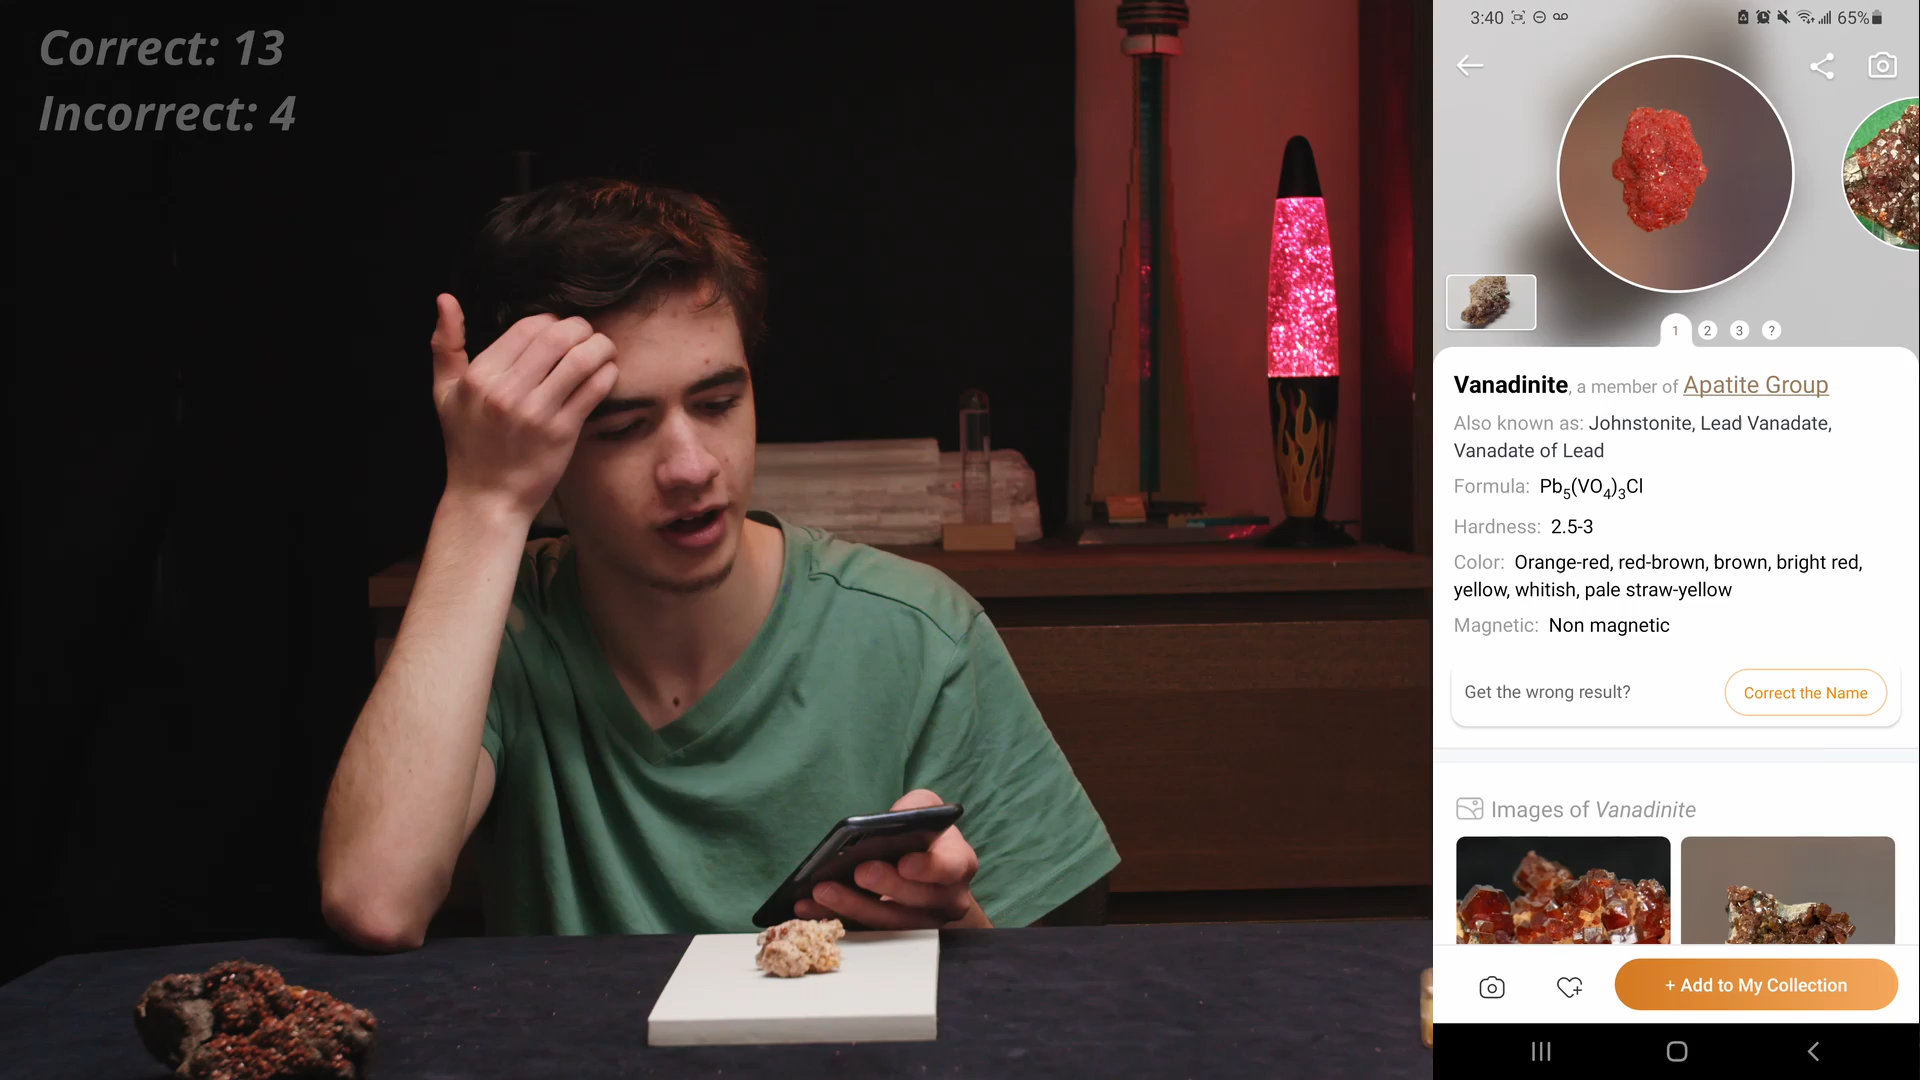 Correct: 13
Incorrect: 4
3:40
65%
1 2 3 ?
Vanadinite, a member of Apatite Group
Also known as: Johnstonite, Lead Vanadate,
Vanadate of Lead
Formula: Pb5(VO4)3Cl
Hardness: 2.5-3
Color: Orange-red, red-brown, brown, bright red,
yellow, whitish, pale straw-yellow
Magnetic: Non magnetic
Get the wrong result?
Correct the Name
Images of Vanadinite
+ Add to My Collection